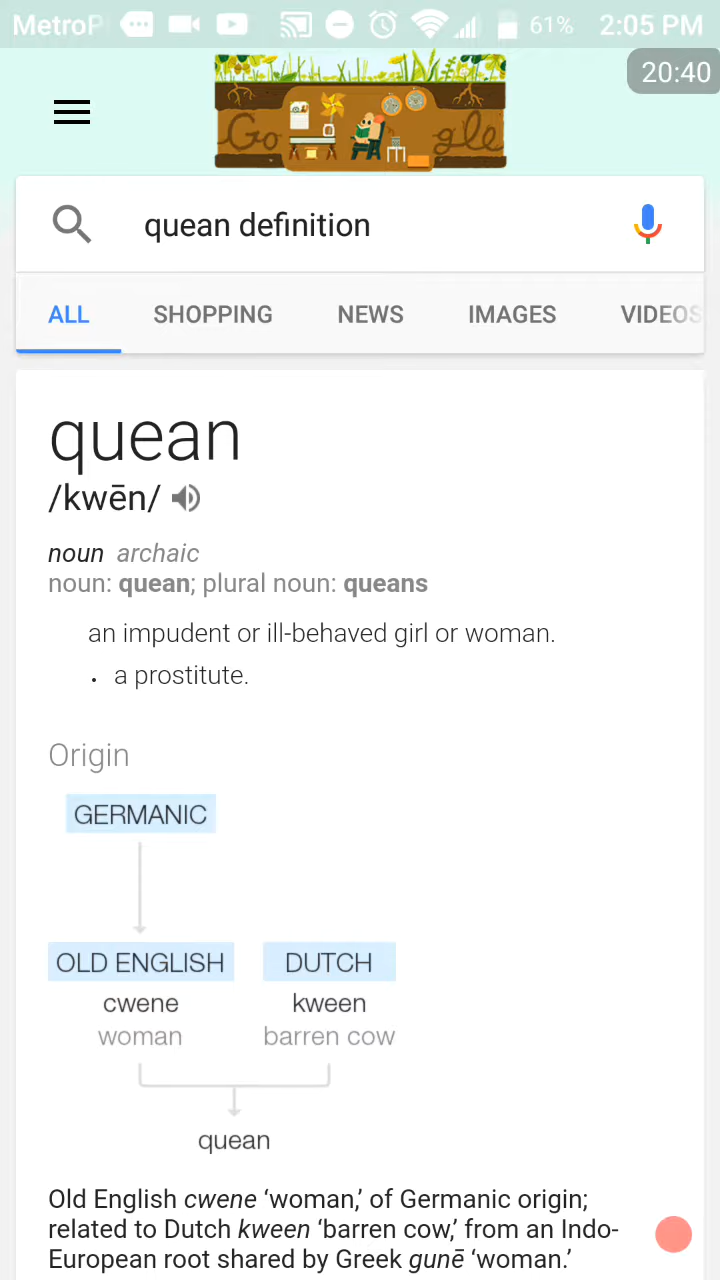 MetroP 61% 2:05 PM
20:40
Google
quean definition
ALL SHOPPING NEWS IMAGES VIDEOS
quean
/kwēn/
noun archaic
noun: quean; plural noun: queans
an impudent or ill-behaved girl or woman.
• a prostitute.
Origin
GERMANIC
OLD ENGLISH DUTCH
cwene kween
woman barren cow
quean
Old English cwene ‘woman,’ of Germanic origin;
related to Dutch kween ‘barren cow,’ from an Indo-
European root shared by Greek gunē ‘woman.’